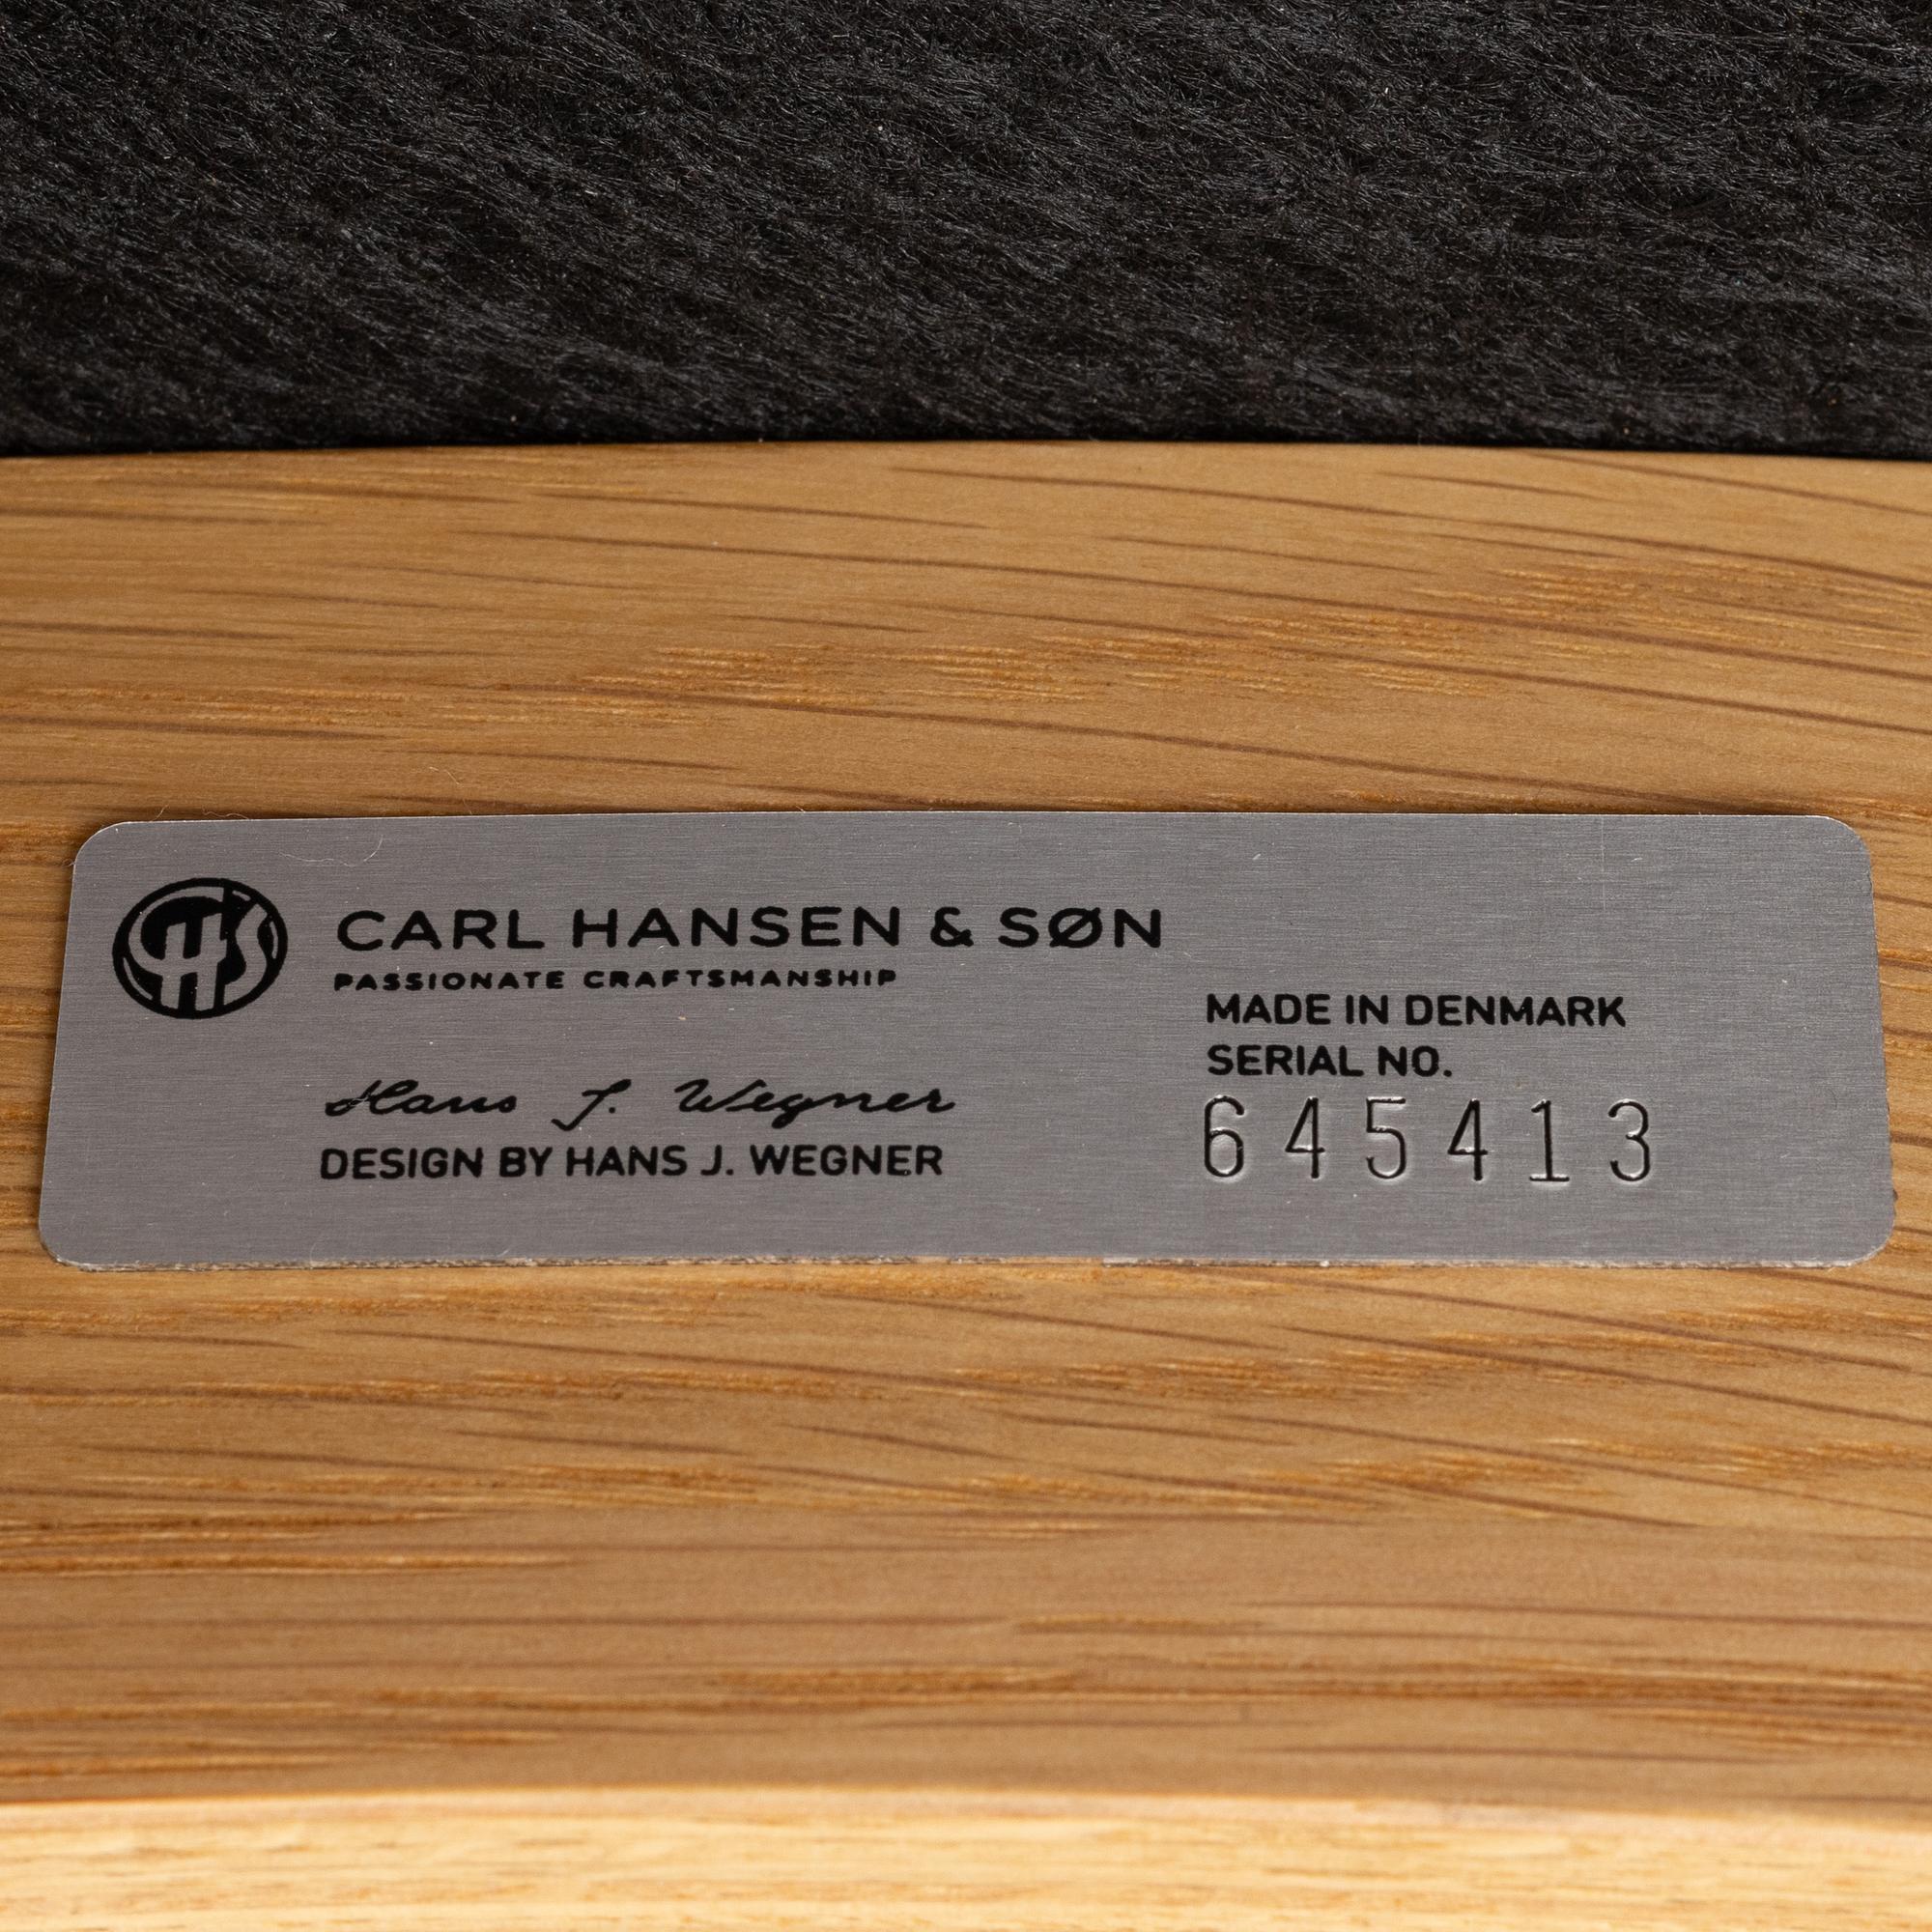 CHS
CARL HANSEN & SØN
PASSIONATE CRAFTSMANSHIP
Hans J. Wegner
DESIGN BY HANS J. WEGNER
MADE IN DENMARK
SERIAL NO.
645413